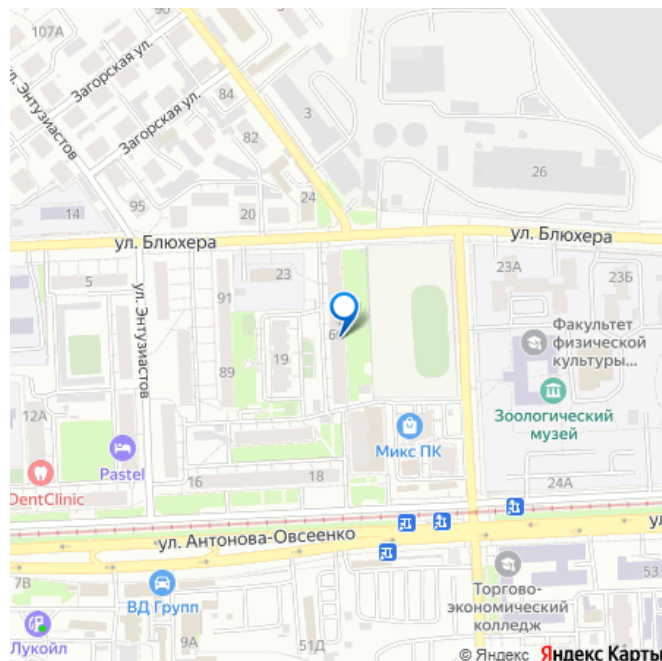 90
107А
Загорская ул.
ул. Энтузиастов
84
3
Загорская ул.
82
26
95
24
14
20
ул. Блюхера
ул. Блюхера
5
23
23А
23Б
91
ул. Энтузиастов
Факультет
физической
культуры...
19
89
Зоологический
музей
12А
Микс ПК
Pastel
DentClinic
16
18
24А
ул. Антонова-Овсеенко
7В
ВД Групп
Торгово-
экономический
колледж
53
Лукойл
9А
51Д
© Яндекс Яндекс Карты